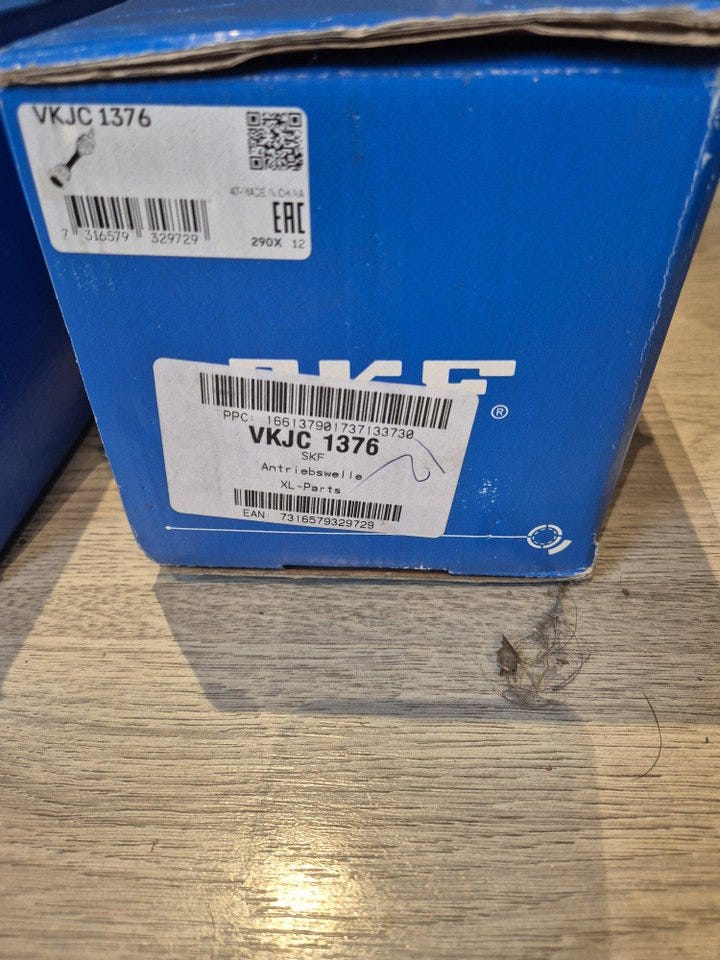 VKJC 1376
47-MADE IN CHINA
7 316579 329729
EAC
290X 12
SKF
®
PPC: 166137901737133730
VKJC 1376
SKF
Antriebswelle
XL-Parts
EAN: 7316579329729